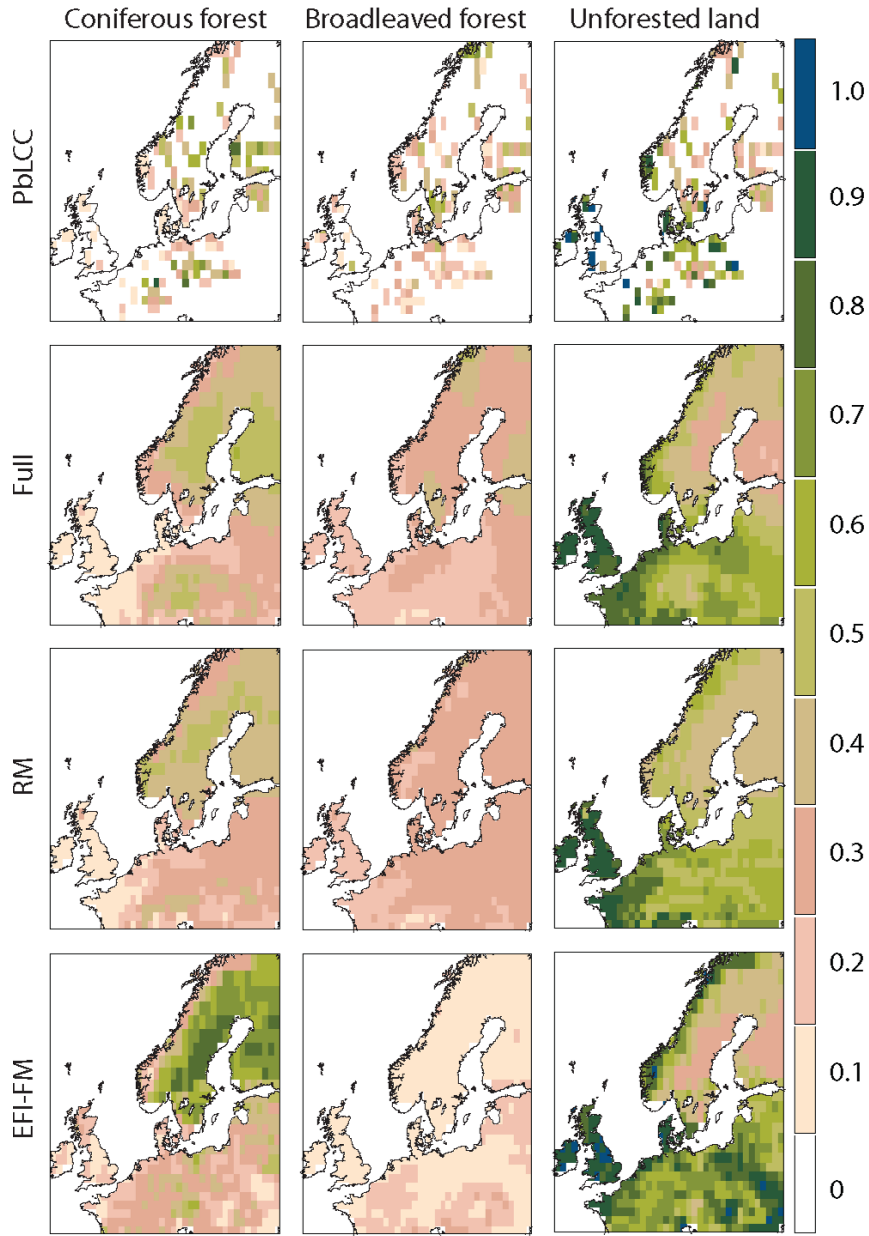 Coniferous forest
Broadleaved forest
Unforested land
PbLCC
Full
RM
EFI-FM
1.0
0.9
0.8
0.7
0.6
0.5
0.4
0.3
0.2
0.1
0